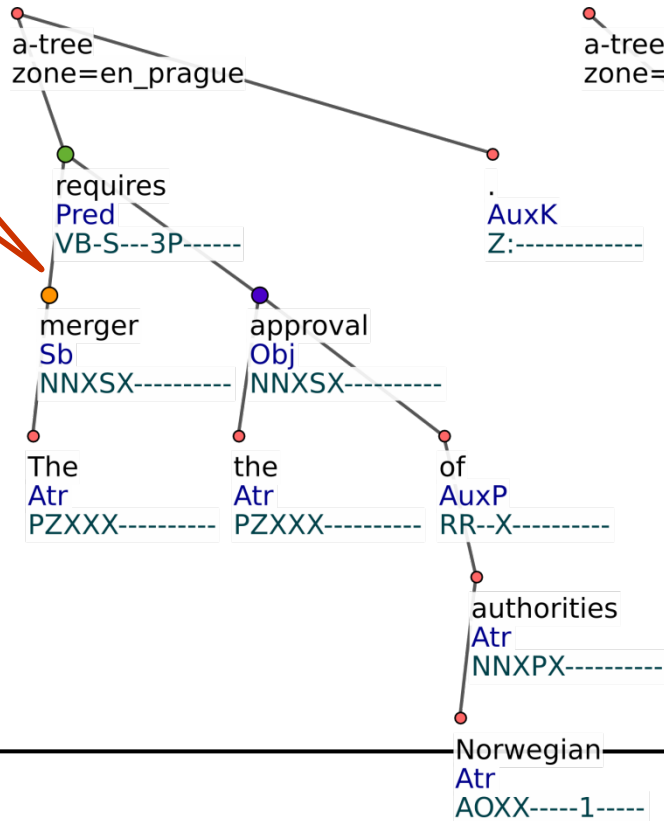 a-tree
zone=en_prague
a-tree
zone=
requires
Pred
VB-S---3P------
.
AuxK
Z:-------------
merger
Sb
NNXSX----------
approval
Obj
NNXSX----------
The
Atr
PZXXX----------
the
Atr
PZXXX----------
of
AuxP
RR--X----------
authorities
Atr
NNXPX----------
Norwegian
Atr
AOXX-----1-----